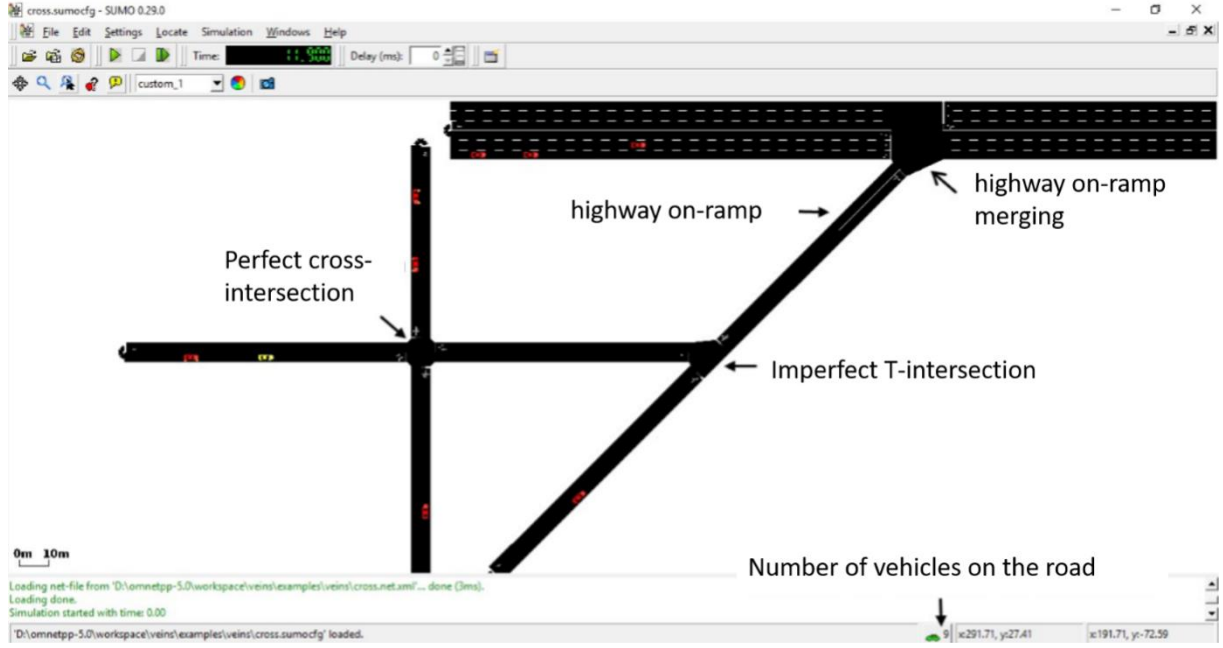 cross.sumocfg - SUMO 0.29.0
File Edit Settings Locate Simulation Windows Help
Time: 11.900 Delay (ms): 0
custom_1
highway on-ramp
highway on-ramp
merging
Perfect cross-
intersection
Imperfect T-intersection
0m 10m
Number of vehicles on the road
Loading net-file from 'D:\omnetpp-5.0\workspace\veins\examples\veins\cross.net.xml'... done (3ms).
Loading done.
Simulation started with time: 0.00
'D:\omnetpp-5.0\workspace\veins\examples\veins\cross.sumocfg' loaded. 9 x:291.71, y:27.41 x:191.71, y:-72.59